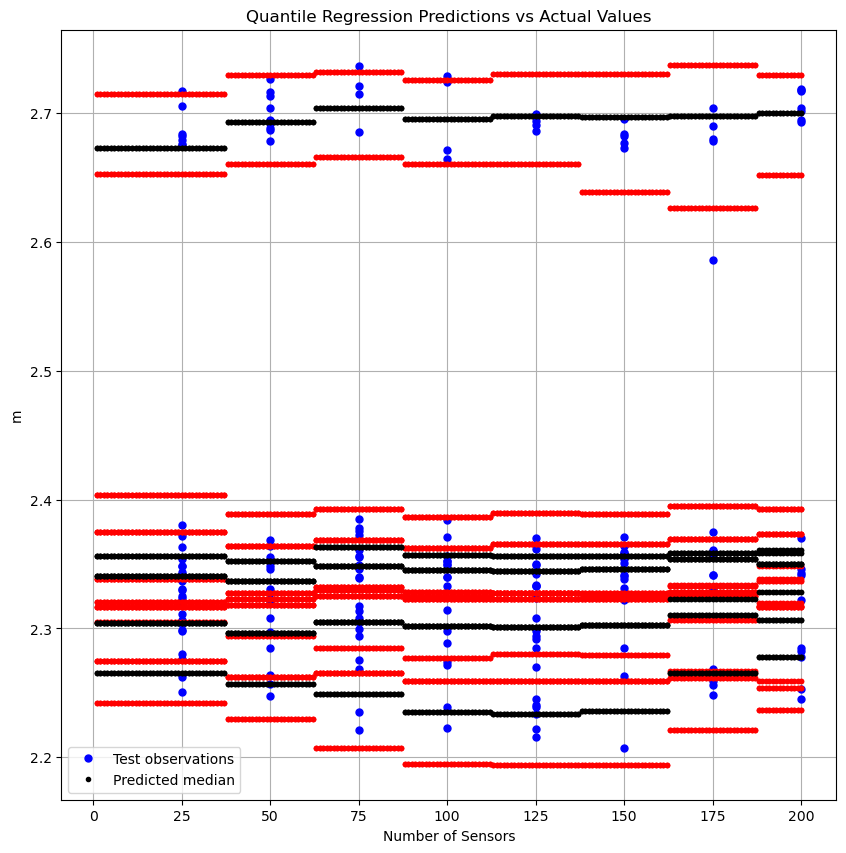 Quantile Regression Predictions vs Actual Values
2.7
2.6
2.5
2.4
2.3
2.2
m
Test observations
Predicted median
0 25 50 75 100 125 150 175 200
Number of Sensors